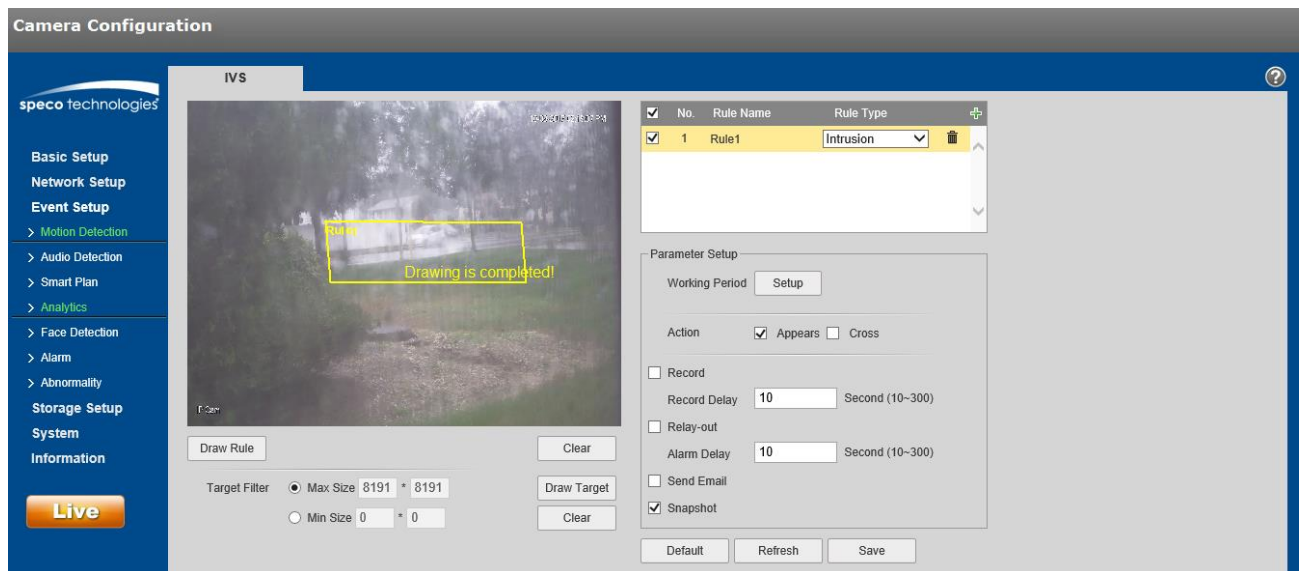 Camera Configuration
speco technologies
IVS
Basic Setup
Network Setup
Event Setup
> Motion Detection
> Audio Detection
> Smart Plan
> Analytics
> Face Detection
> Alarm
> Abnormality
Storage Setup
System
Information
Live
Rule1
Drawing is completed!
Draw Rule
Clear
Target Filter Max Size 8191 * 8191 Draw Target
Min Size 0 * 0 Clear
No. Rule Name Rule Type
1 Rule1 Intrusion
Parameter Setup
Working Period Setup
Action Appears Cross
Record
Record Delay 10 Second (10~300)
Relay-out
Alarm Delay 10 Second (10~300)
Send Email
Snapshot
Default Refresh Save